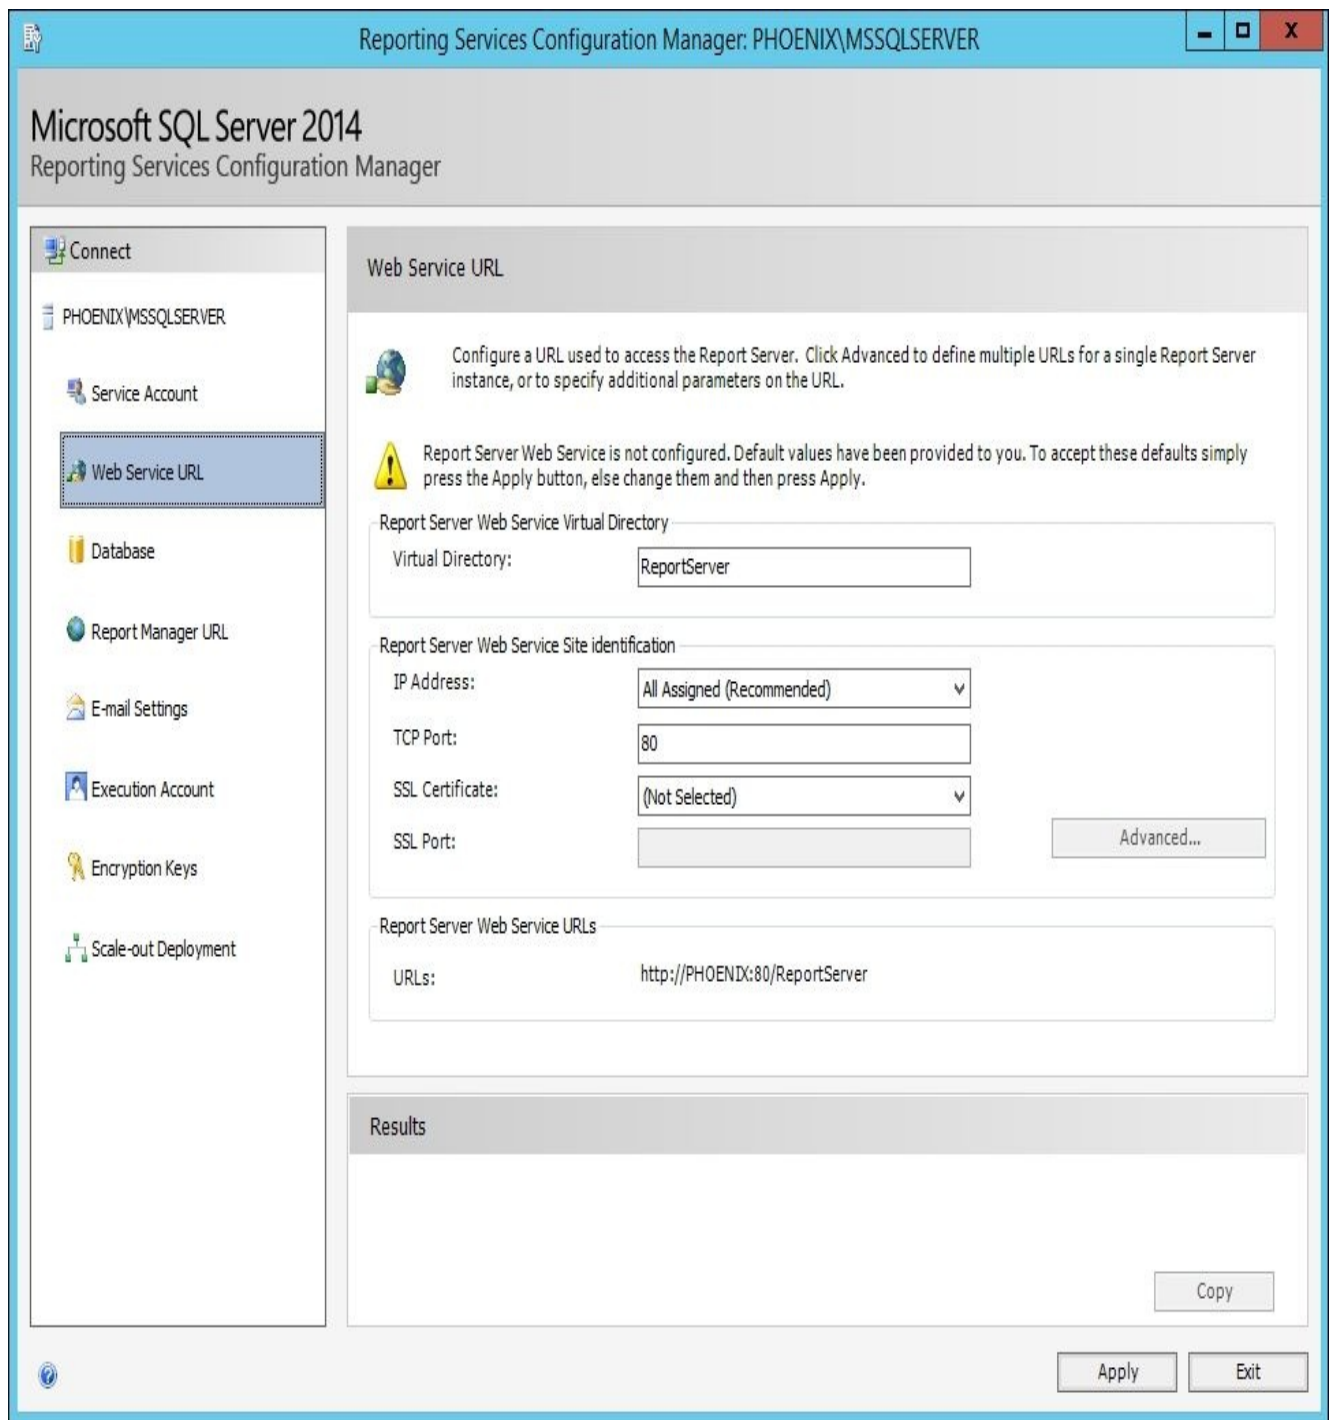 Reporting Services Configuration Manager: PHOENIX\MSSQLSERVER
X
Microsoft SQL Server 2014
Reporting Services Configuration Manager
Connect
PHOENIX\MSSQLSERVER
Service Account
Web Service URL
Database
Report Manager URL
E-mail Settings
Execution Account
Encryption Keys
Scale-out Deployment
Web Service URL
Configure a URL used to access the Report Server. Click Advanced to define multiple URLs for a single Report Server
instance, or to specify additional parameters on the URL.
Report Server Web Service is not configured. Default values have been provided to you. To accept these defaults simply
press the Apply button, else change them and then press Apply.
Report Server Web Service Virtual Directory
Virtual Directory:
ReportServer
Report Server Web Service Site identification
IP Address:
All Assigned (Recommended)
TCP Port:
80
SSL Certificate:
(Not Selected)
SSL Port:
Advanced...
Report Server Web Service URLs
URLs:
http://PHOENIX:80/ReportServer
Results
Copy
?
Apply
Exit